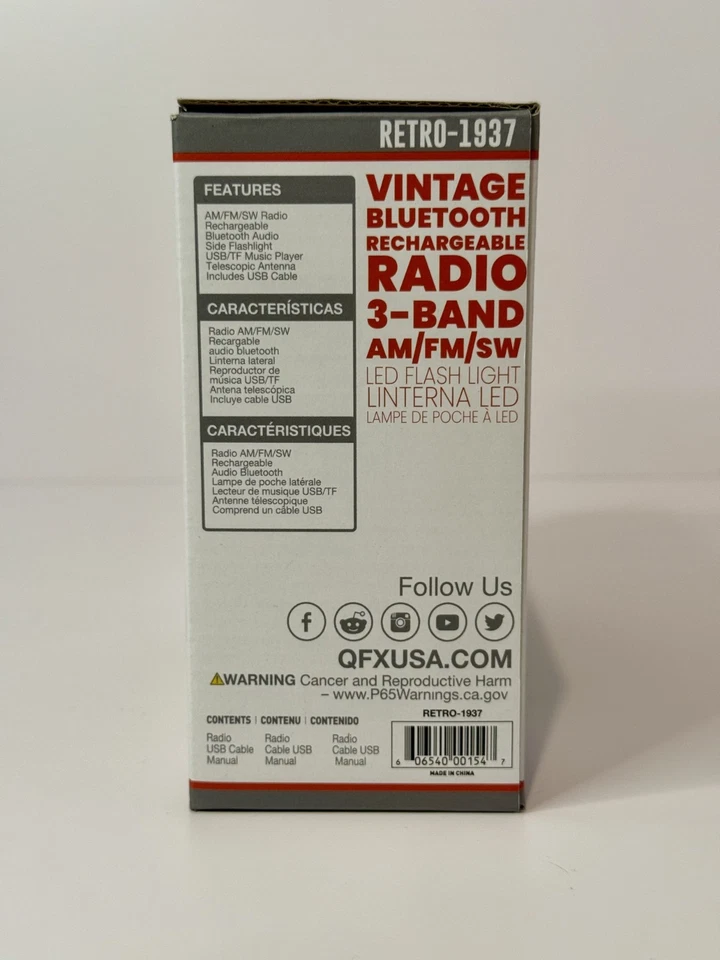 RETRO-1937
FEATURES
AM/FM/SW Radio
Rechargeable
Bluetooth Audio
Side Flashlight
USB/TF Music Player
Telescopic Antenna
Includes USB Cable
CARACTERÍSTICAS
Radio AM/FM/SW
Recargable
audio bluetooth
Linterna lateral
Reproductor de
música USB/TF
Antena telescópica
Incluye cable USB
CARACTÉRISTIQUES
Radio AM/FM/SW
Rechargeable
Audio Bluetooth
Lampe de poche latérale
Lecteur de musique USB/TF
Antenne télescopique
Comprend un câble USB
VINTAGE
BLUETOOTH
RECHARGEABLE
RADIO
3-BAND
AM/FM/SW
LED FLASH LIGHT
LINTERNA LED
LAMPE DE POCHE À LED
Follow Us
QFXUSA.COM
WARNING Cancer and Reproductive Harm
– www.P65Warnings.ca.gov
CONTENTS | CONTENU | CONTENIDO
Radio Radio Radio
USB Cable Cable USB Cable USB
Manual Manual Manual
RETRO-1937
6 06540 00154 7
MADE IN CHINA